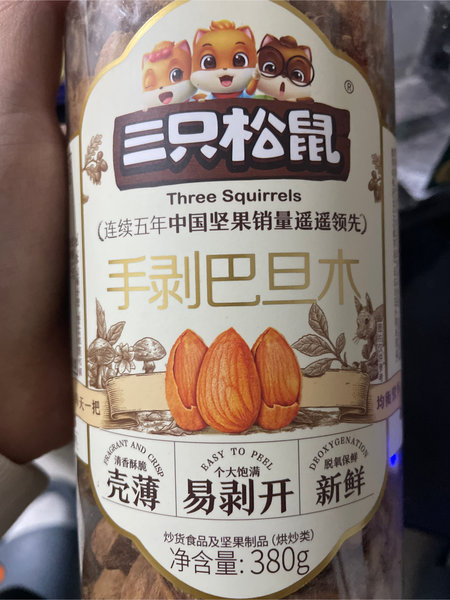 ®
三只松鼠
Three Squirrels
(连续五年中国坚果销量遥遥领先)
手剥巴旦木
天一把
FRAGRANT AND CRISP
清香酥脆
壳薄
EASY TO PEEL
个大饱满
易剥开
DEOXYGENATION
脱氧保鲜
新鲜
炒货食品及坚果制品(烘炒类)
净含量:380g